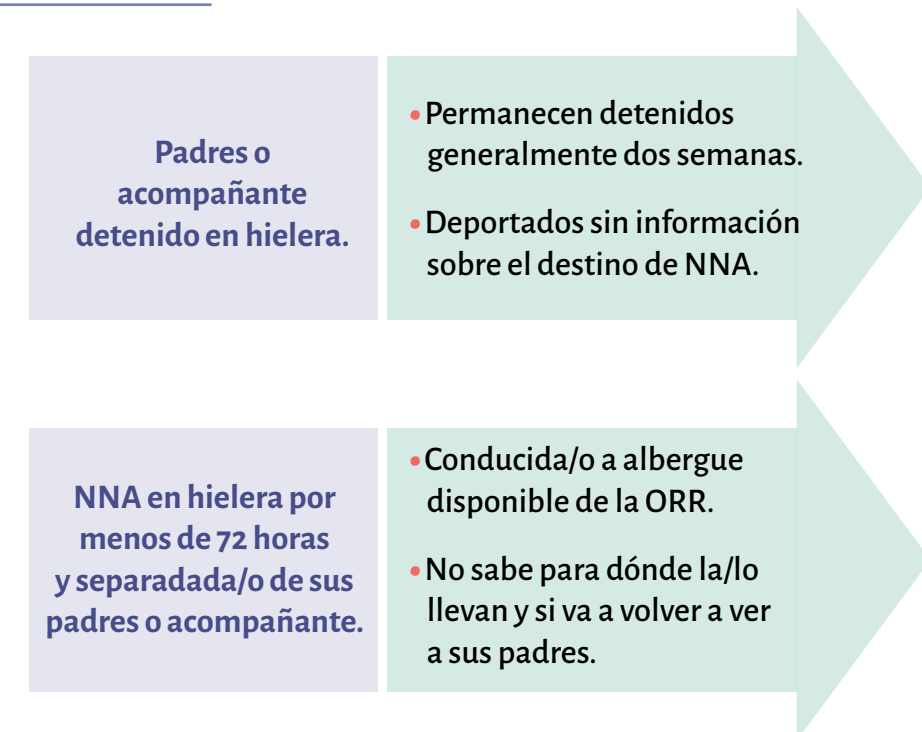 Padres o
acompañante
detenido en hielera.
• Permanecen detenidos
generalmente dos semanas.
• Deportados sin información
sobre el destino de NNA.
NNA en hielera por
menos de 72 horas
y separadada/o de sus
padres o acompañante.
• Conducida/o a albergue
disponible de la ORR.
• No sabe para dónde la/lo
llevan y si va a volver a ver
a sus padres.